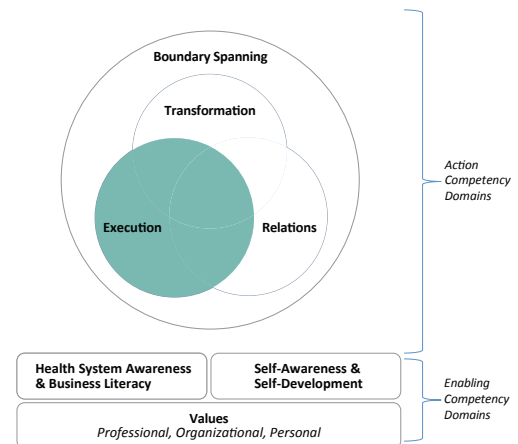 Boundary Spanning
Transformation
Execution
Relations
Action
Competency
Domains
Health System Awareness
& Business Literacy
Self-Awareness &
Self-Development
Values
Professional, Organizational, Personal
Enabling
Competency
Domains